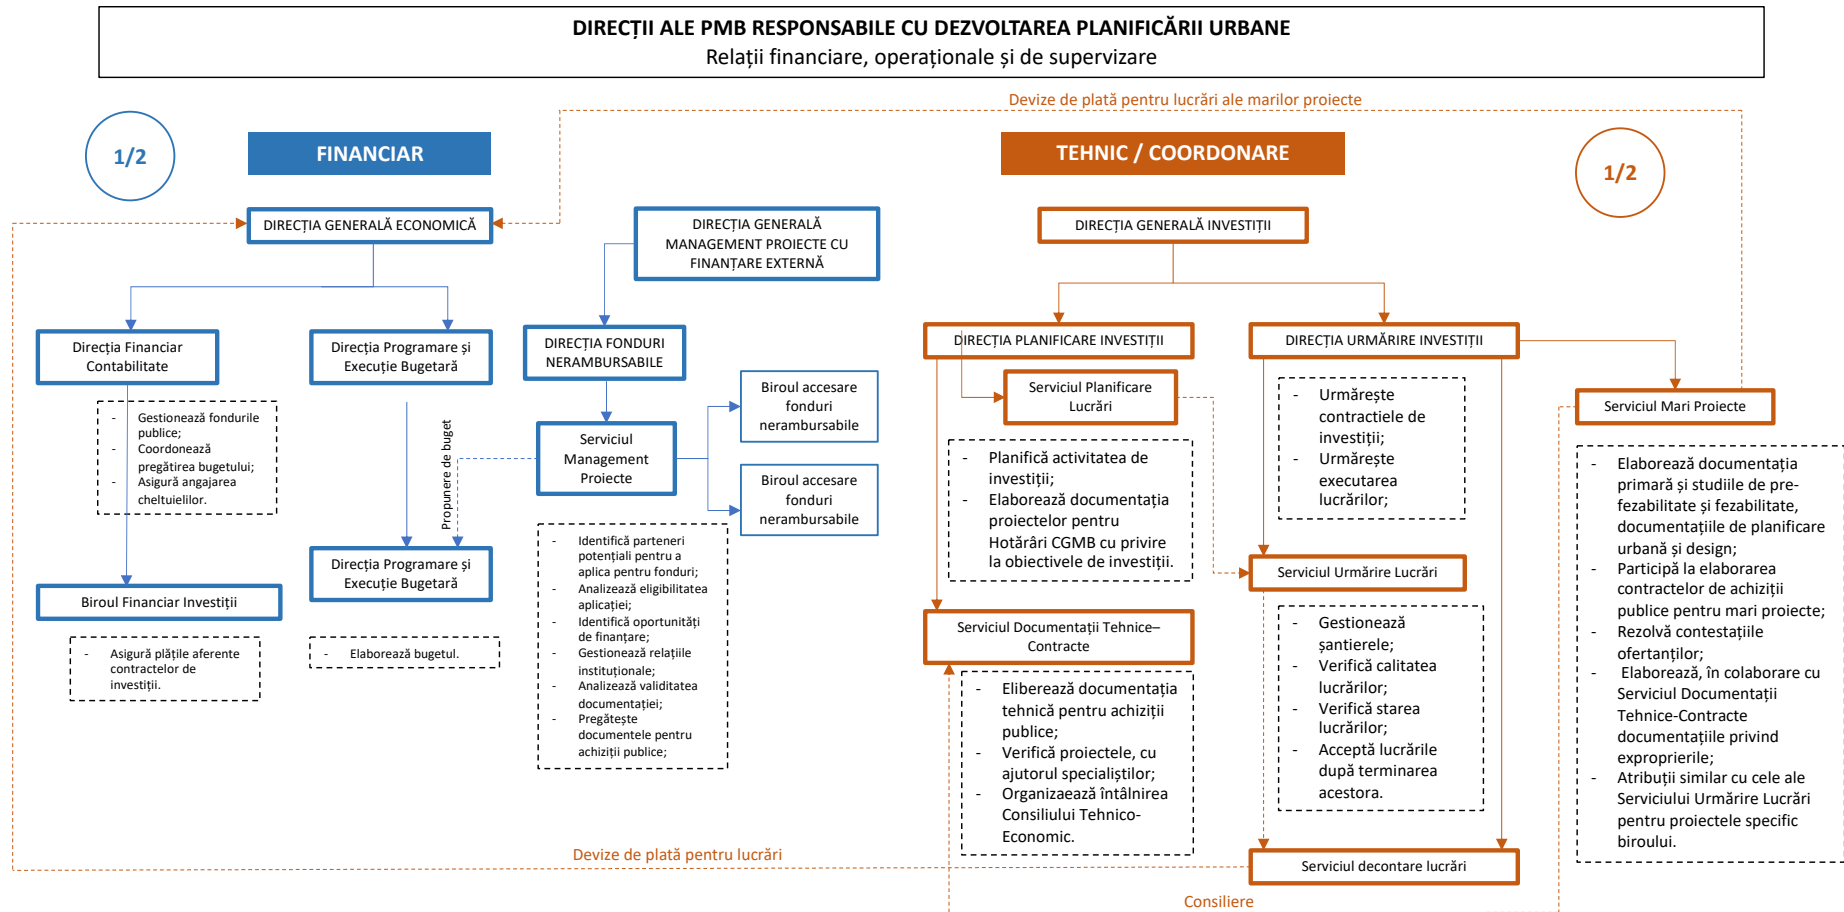 DIRECȚII ALE PMB RESPONSABILE CU DEZVOLTAREA PLANIFICĂRII URBANE
Relații financiare, operaționale și de supervizare
Devize de plată pentru lucrări ale marilor proiecte
1/2
FINANCIAR
TEHNIC / COORDONARE
1/2
DIRECȚIA GENERALĂ ECONOMICĂ
DIRECȚIA GENERALĂ
MANAGEMENT PROIECTE CU
FINANȚARE EXTERNĂ
DIRECȚIA GENERALĂ INVESTIȚII
Direcția Financiar
Contabilitate
Direcția Programare și
Execuție Bugetară
DIRECȚIA FONDURI
NERAMBURSABILE
DIRECȚIA PLANIFICARE INVESTIȚII
DIRECȚIA URMĂRIRE INVESTIȚII
- Gestionează fondurile
publice;
- Coordonează
pregătirea bugetului;
- Asigură angajarea
cheltuielilor.
Propunere de buget
Serviciul
Management
Proiecte
Biroul accesare
fonduri
nerambursabile
Biroul accesare
fonduri
nerambursabile
Serviciul Planificare
Lucrări
- Urmărește
contractiele de
investiții;
- Urmărește
executarea
lucrărilor;
Serviciul Mari Proiecte
- Planifică activitatea de
investiții;
- Elaborează documentația
proiectelor pentru
Hotărâri CGMB cu privire
la obiectivele de investiții.
- Elaborează documentația
primară și studiile de pre-
fezabilitate și fezabilitate,
documentațiile de planificare
urbană și design;
- Participă la elaborarea
contractelor de achiziții
publice pentru mari proiecte;
- Rezolvă contestațiile
ofertanților;
- Elaborează, în colaborare cu
Serviciul Documentații
Tehnice-Contracte
documentațiile privind
exproprierile;
- Atribuții similar cu cele ale
Serviciului Urmărire Lucrări
pentru proiectele specific
biroului.
Biroul Financiar Investiții
Direcția Programare și
Execuție Bugetară
- Identifică parteneri
potențiali pentru a
aplica pentru fonduri;
- Analizează eligibilitatea
aplicației;
- Identifică oportunități
de finanțare;
- Gestionează relațiile
instituționale;
- Analizează validitatea
documentației;
- Pregătește
documentele pentru
achiziții publice;
Serviciul Urmărire Lucrări
- Asigură plățile aferente
contractelor de
investiții.
- Elaborează bugetul.
Serviciul Documentații Tehnice–
Contracte
- Gestionează
șantierele;
- Verifică calitatea
lucrărilor;
- Verifică starea
lucrărilor;
- Acceptă lucrările
după terminarea
acestora.
- Eliberează documentația
tehnică pentru achiziții
publice;
- Verifică proiectele, cu
ajutorul specialiștilor;
- Organizaează întâlnirea
Consiliului Tehnico-
Economic.
Devize de plată pentru lucrări
Serviciul decontare lucrări
Consiliere